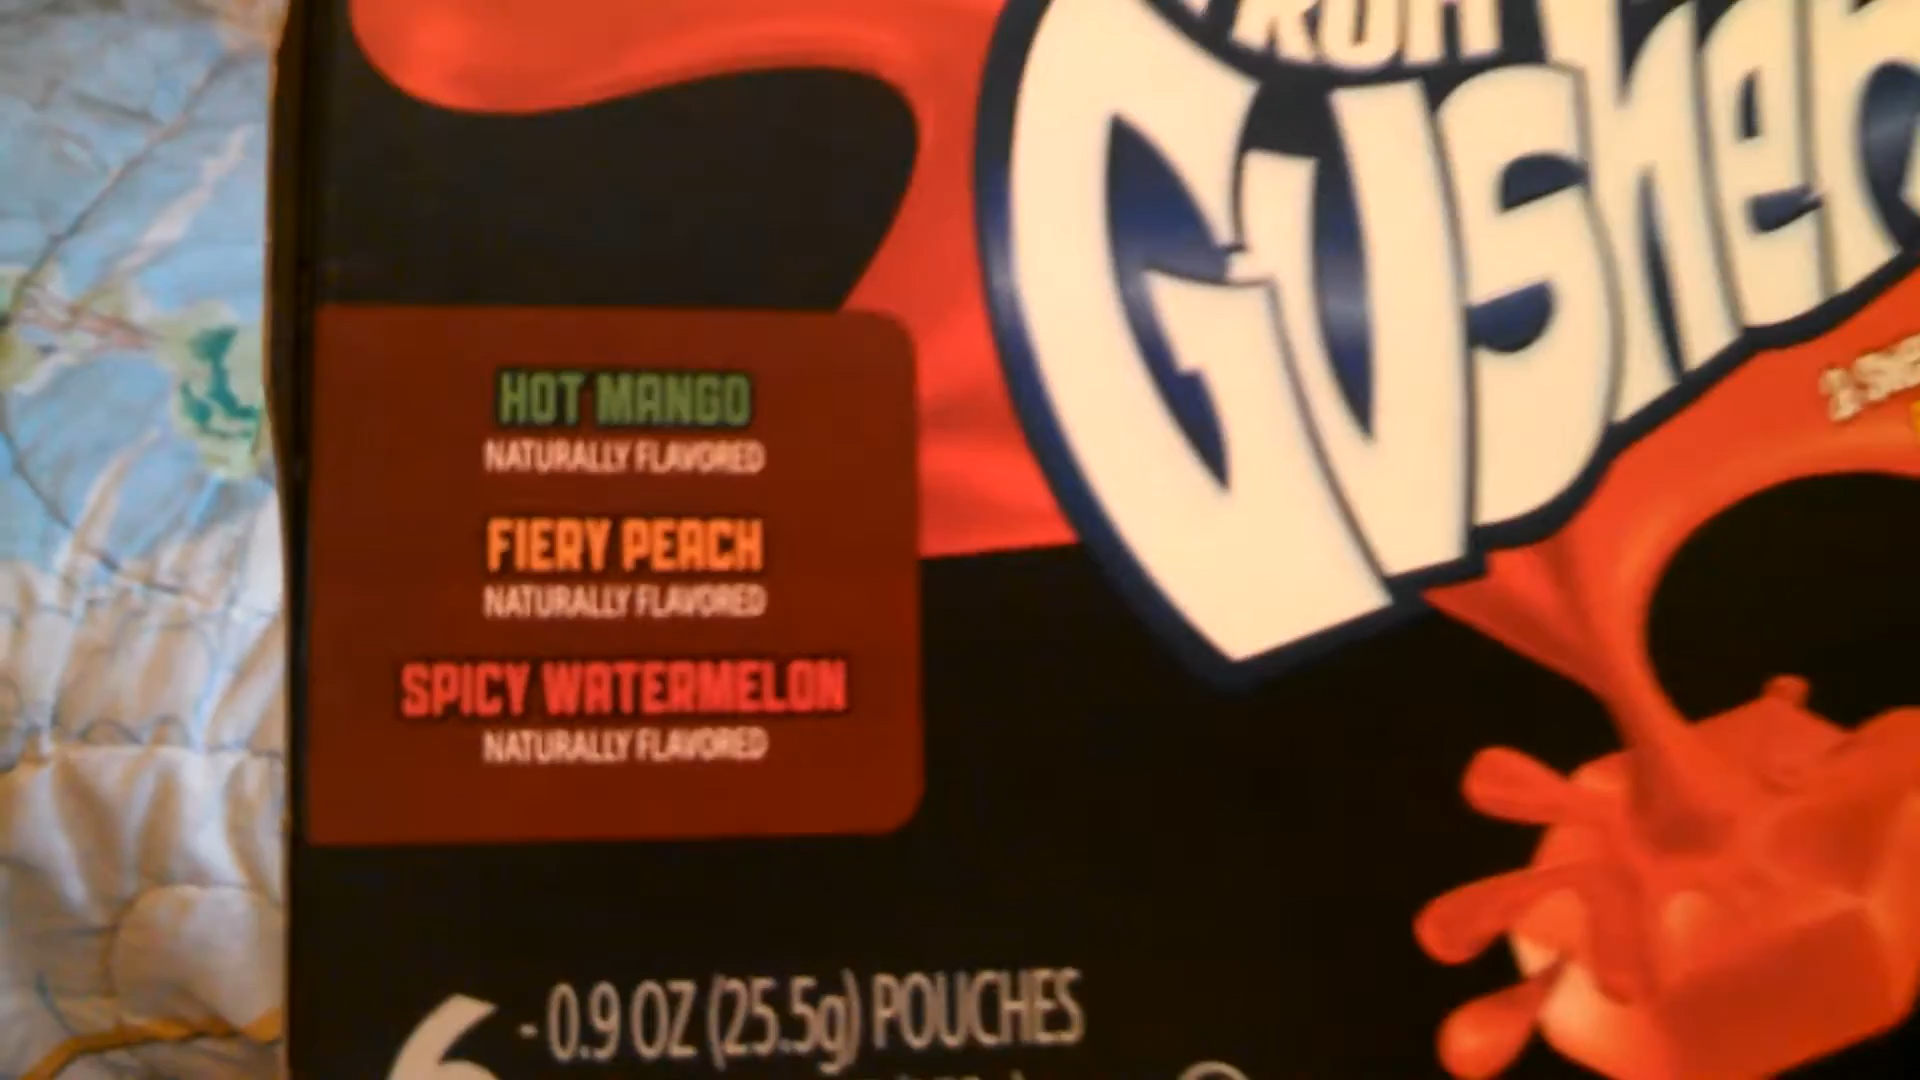 GUSHER
HOT MANGO
NATURALLY FLAVORED
FIERY PEACH
NATURALLY FLAVORED
SPICY WATERMELON
NATURALLY FLAVORED
6 - 0.9 OZ (25.5g) POUCHES